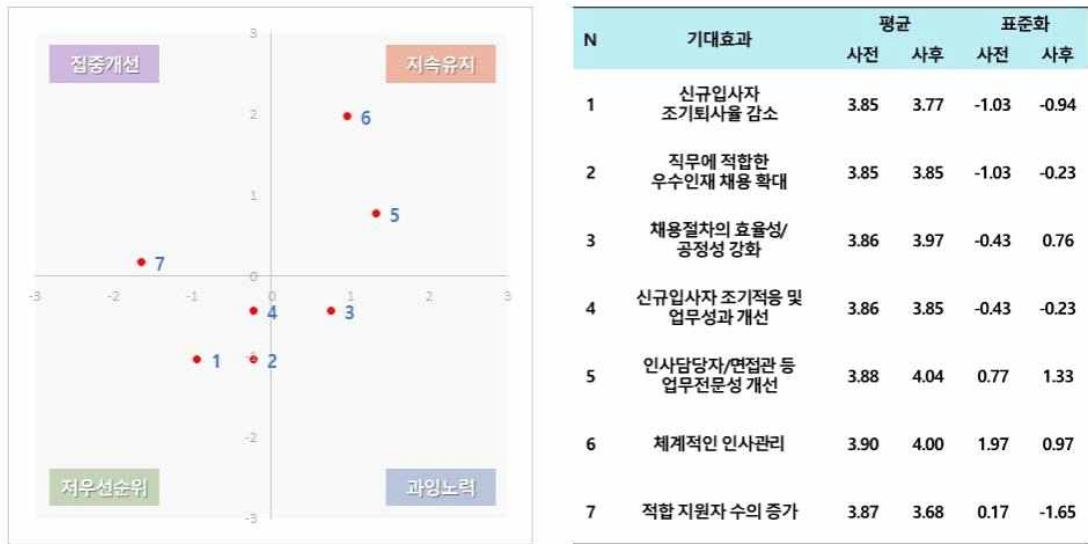 집중개선
지속유지
저우선순위
과잉노력
3
2
1
0
-1
-2
-3
-3
-2
-1
1
2
3
6
5
7
4
3
1
2
N 기대효과 평균 표준화
사전 사후 사전 사후
1 신규입사자
조기퇴사율 감소 3.85 3.77 -1.03 -0.94
2 직무에 적합한
우수인재 채용 확대 3.85 3.85 -1.03 -0.23
3 채용절차의 효율성/
공정성 강화 3.86 3.97 -0.43 0.76
4 신규입사자 조기적응 및
업무성과 개선 3.86 3.85 -0.43 -0.23
5 인사담당자/면접관 등
업무전문성 개선 3.88 4.04 0.77 1.33
6 체계적인 인사관리 3.90 4.00 1.97 0.97
7 적합 지원자 수의 증가 3.87 3.68 0.17 -1.65